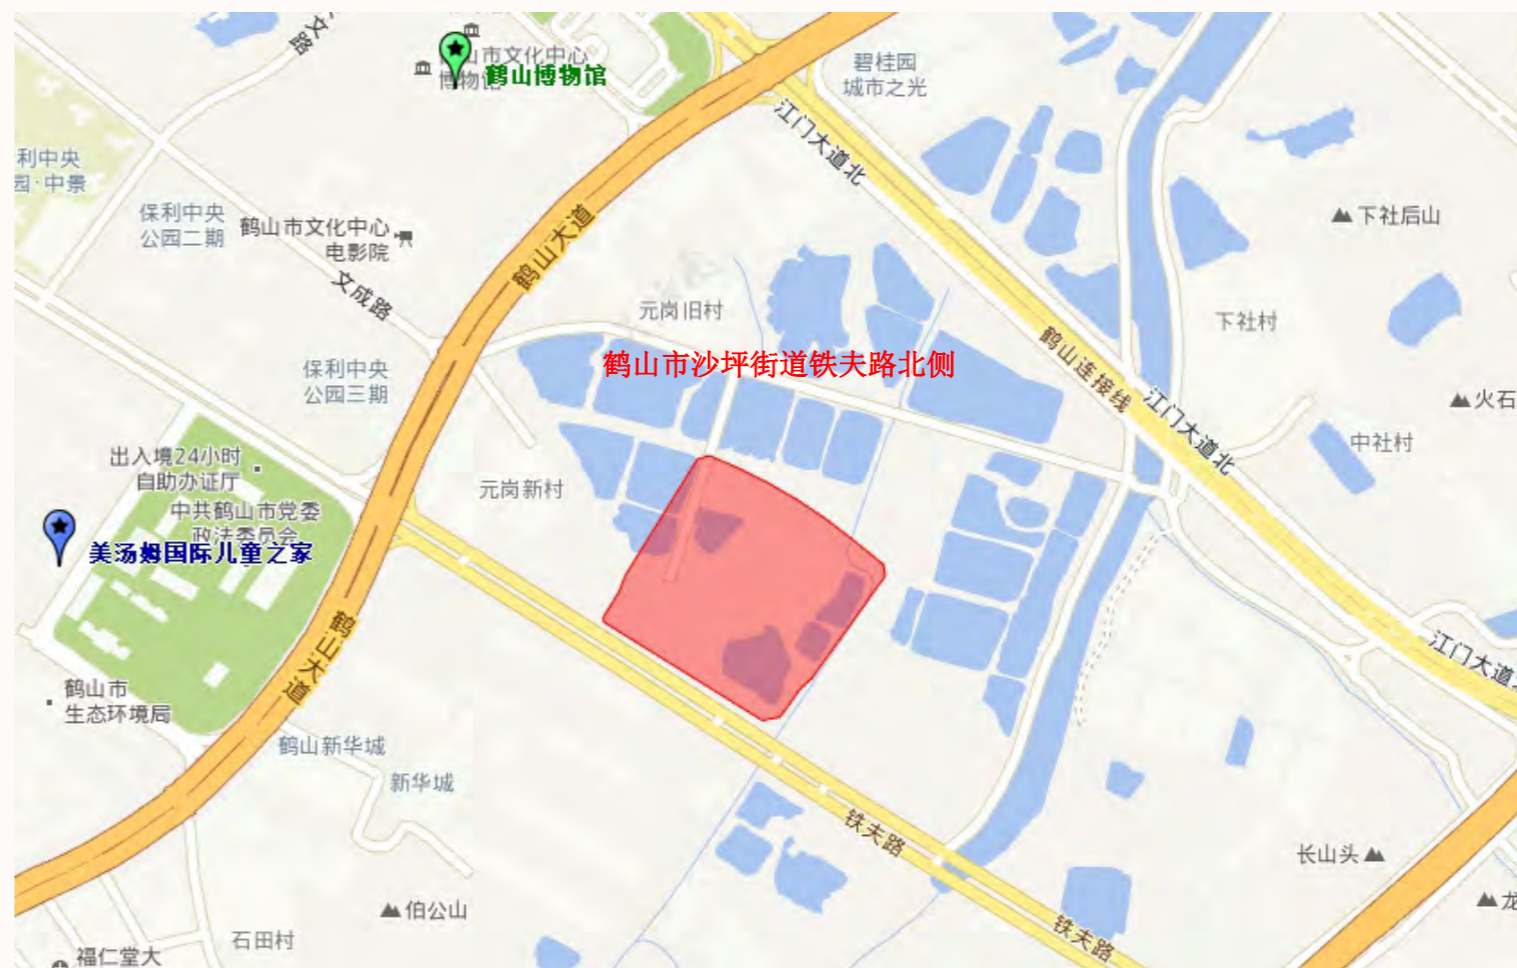 文路
鹤山市文化中心
博物馆
鹤山博物馆
碧桂园
城市之光
江门大道北
利中央
园·中景
保利中央
公园二期
鹤山市文化中心
电影院
文成路
鹤山大道
下社后山
元岗旧村
下社村
鹤山市沙坪街道铁夫路北侧
鹤山连接线
保利中央
公园三期
江门大道北
火石
中社村
出入境24小时
自助办证厅
元岗新村
中共鹤山市党委
政法委员会
美汤姆国际儿童之家
鹤山大道
江门大道
鹤山市
生态环境局
鹤山新华城
新华城
铁夫路
长山头
伯公山
龙
石田村
铁夫路
福仁堂大